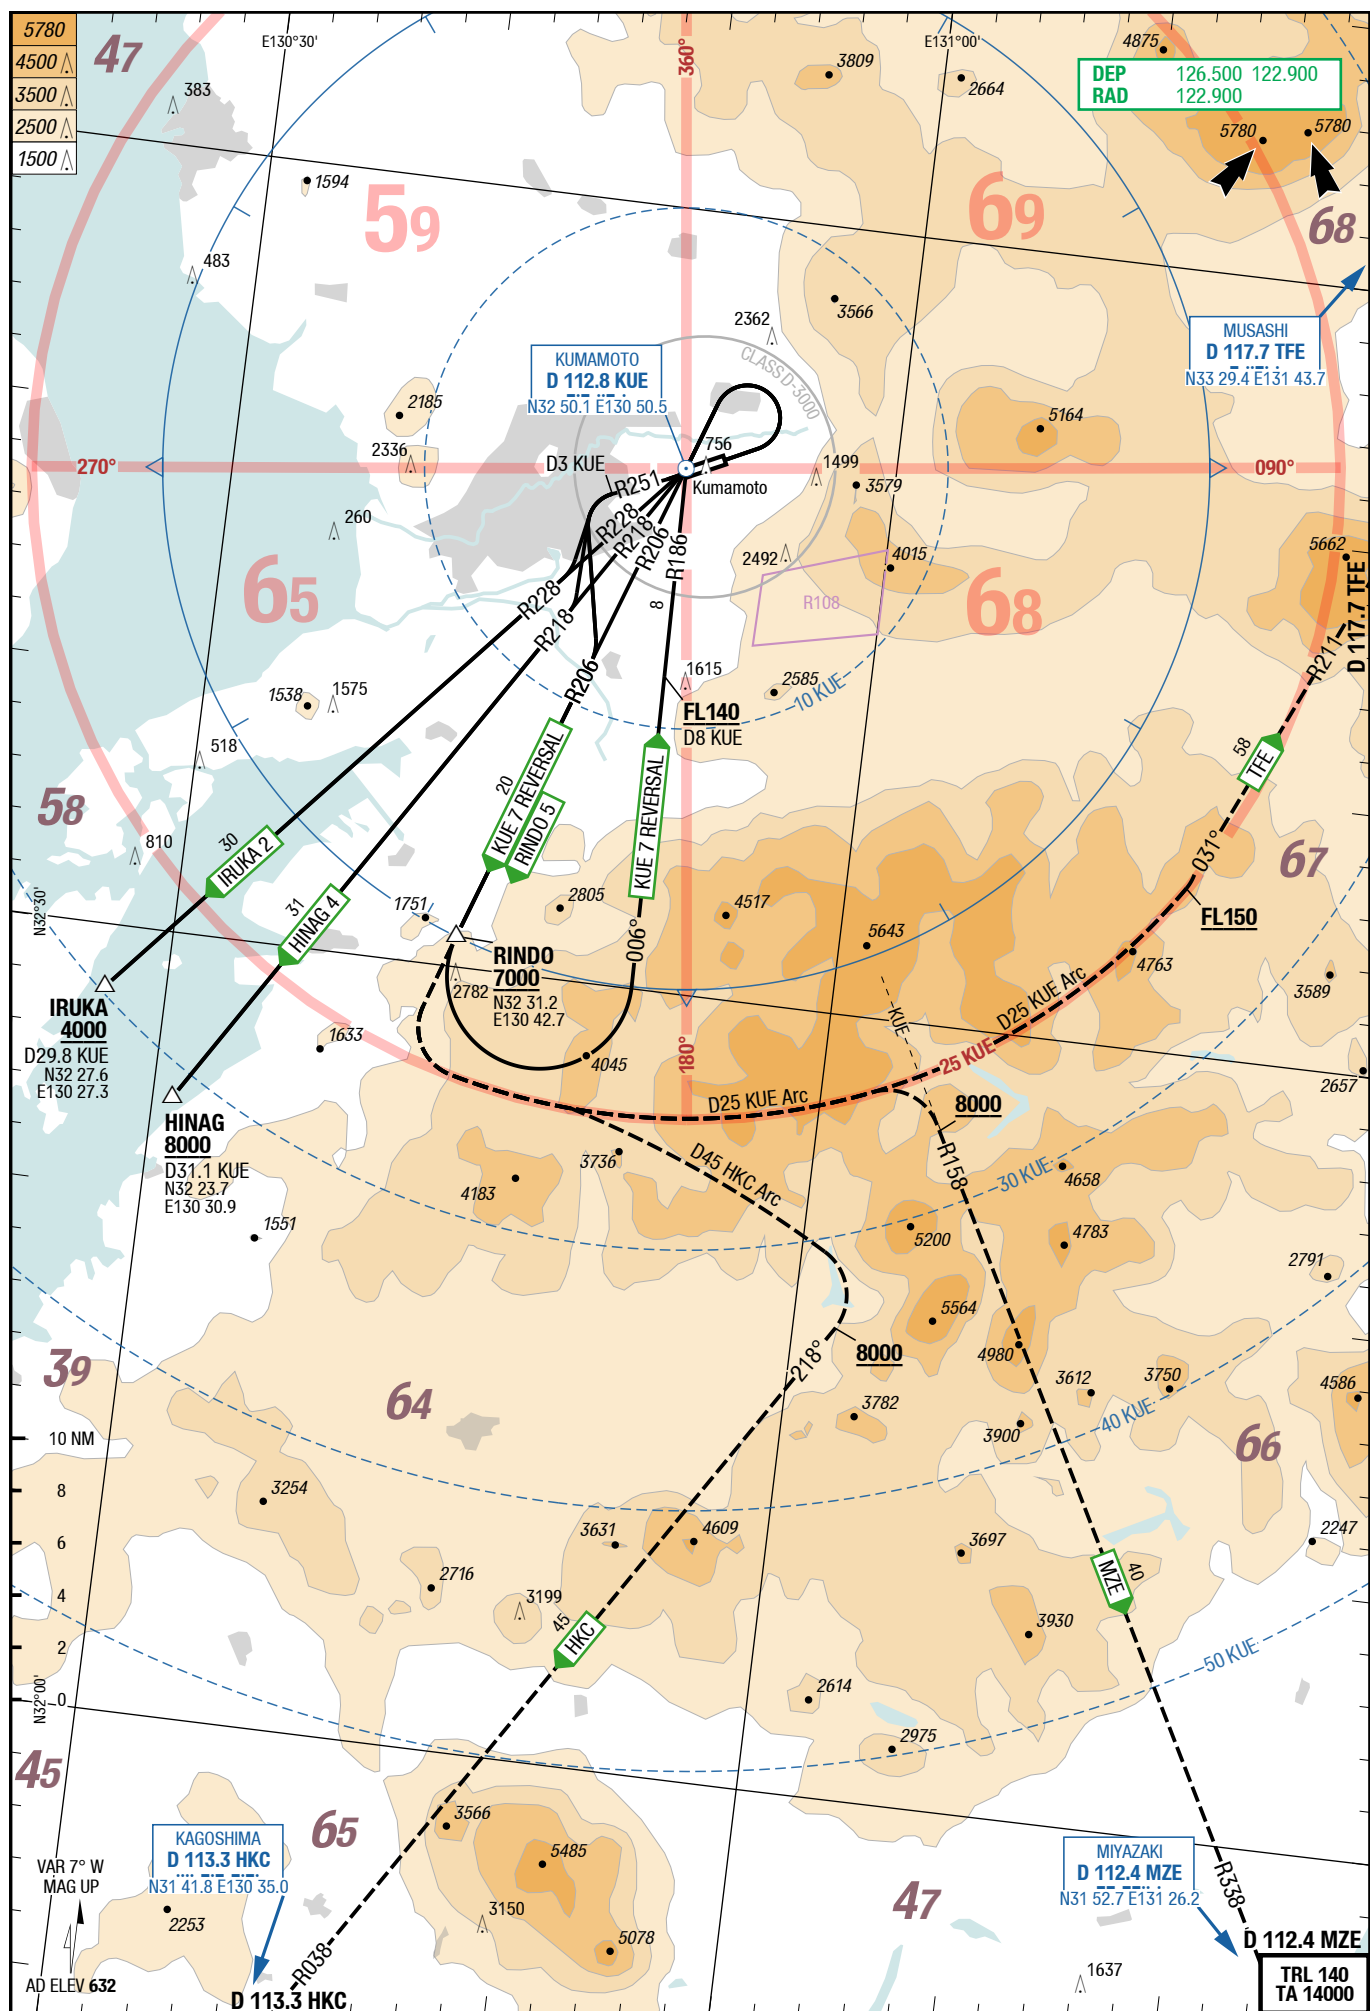 5780
4500
3500
2500
1500
47
383
E130°30'
360°
3809
E131°00'
2664
4875
DEP 126.500 122.900
RAD 122.900
5780
5780
1594
59
69
68
483
3566
2362
CLASS D-3000
MUSASHI
D 117.7 TFE
N33 29.4 E131 43.7
KUMAMOTO
D 112.8 KUE
N32 50.1 E130 50.5
2185
2336
5164
270°
D3 KUE
756
1499
090°
Kumamoto
3579
R251
R228
R218
R206
R186
260
2492
4015
5662
65
R108
68
D 117.7 TFE
R228
R218
8
R211
1538
1575
R206
1615
2585
10 KUE
FL140
D8 KUE
518
58
TFE
58
810
30
IRUKA 2
20
KUE 7 REVERSAL
RINDO 5
KUE 7 REVERSAL
031°
67
N32°30'
31
HINAG 4
1751
2805
4517
FL150
006°
5643
4763
RINDO
7000
N32 31.2
E130 42.7
2782
3589
IRUKA
4000
D29.8 KUE
N32 27.6
E130 27.3
KUE
D25 KUE Arc
1633
4045
180°
25 KUE
2657
HINAG
8000
D31.1 KUE
N32 23.7
E130 30.9
D25 KUE Arc
8000
3736
D45 HKC Arc
R158
30 KUE
4658
4183
1551
5200
4783
2791
5564
8000
4980
218°
39
64
3612
3750
4586
3782
3900
40 KUE
66
10 NM
8
6
4
2
0
3254
3631
4609
3697
2247
2716
3199
MZE
40
45
HKC
3930
50 KUE
N32°00'
2614
2975
45
65
3566
KAGOSHIMA
D 113.3 HKC
N31 41.8 E130 35.0
5485
MIYAZAKI
D 112.4 MZE
N31 52.7 E131 26.2
R338
VAR 7° W
MAG UP
2253
3150
47
5078
R038
D 112.4 MZE
AD ELEV 632
D 113.3 HKC
1637
TRL 140
TA 14000